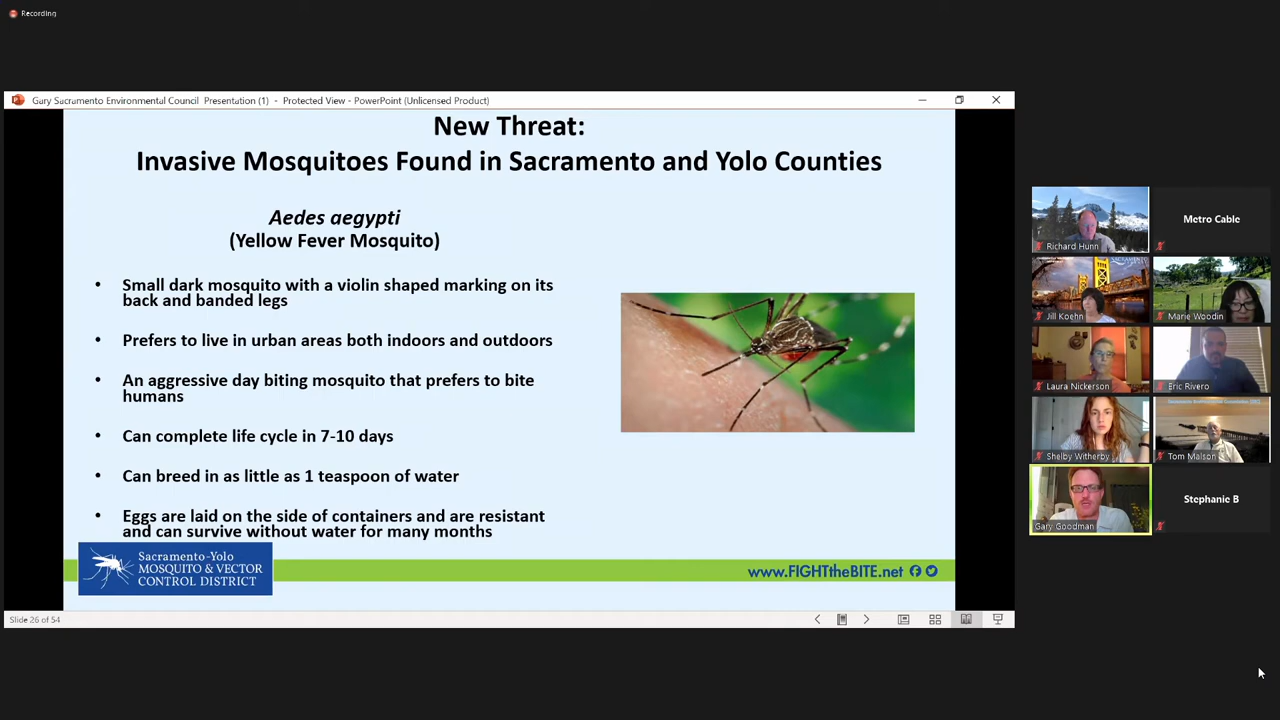 Recording
Gary Sacramento Environmental Council Presentation (1) - Protected View - PowerPoint (Unlicensed Product)
New Threat:
Invasive Mosquitoes Found in Sacramento and Yolo Counties
Aedes aegypti
(Yellow Fever Mosquito)
• Small dark mosquito with a violin shaped marking on its
back and banded legs
• Prefers to live in urban areas both indoors and outdoors
• An aggressive day biting mosquito that prefers to bite
humans
• Can complete life cycle in 7-10 days
• Can breed in as little as 1 teaspoon of water
• Eggs are laid on the side of containers and are resistant
and can survive without water for many months
Sacramento-Yolo
MOSQUITO & VECTOR
CONTROL DISTRICT
www.FIGHTtheBITE.net
Slide 26 of 54
Richard Hunn
Metro Cable
Jill Koehn
Marie Woodin
Laura Nickerson
Eric Rivero
Shelby Witherby
Tom Malson
Gary Goodman
Stephanie B